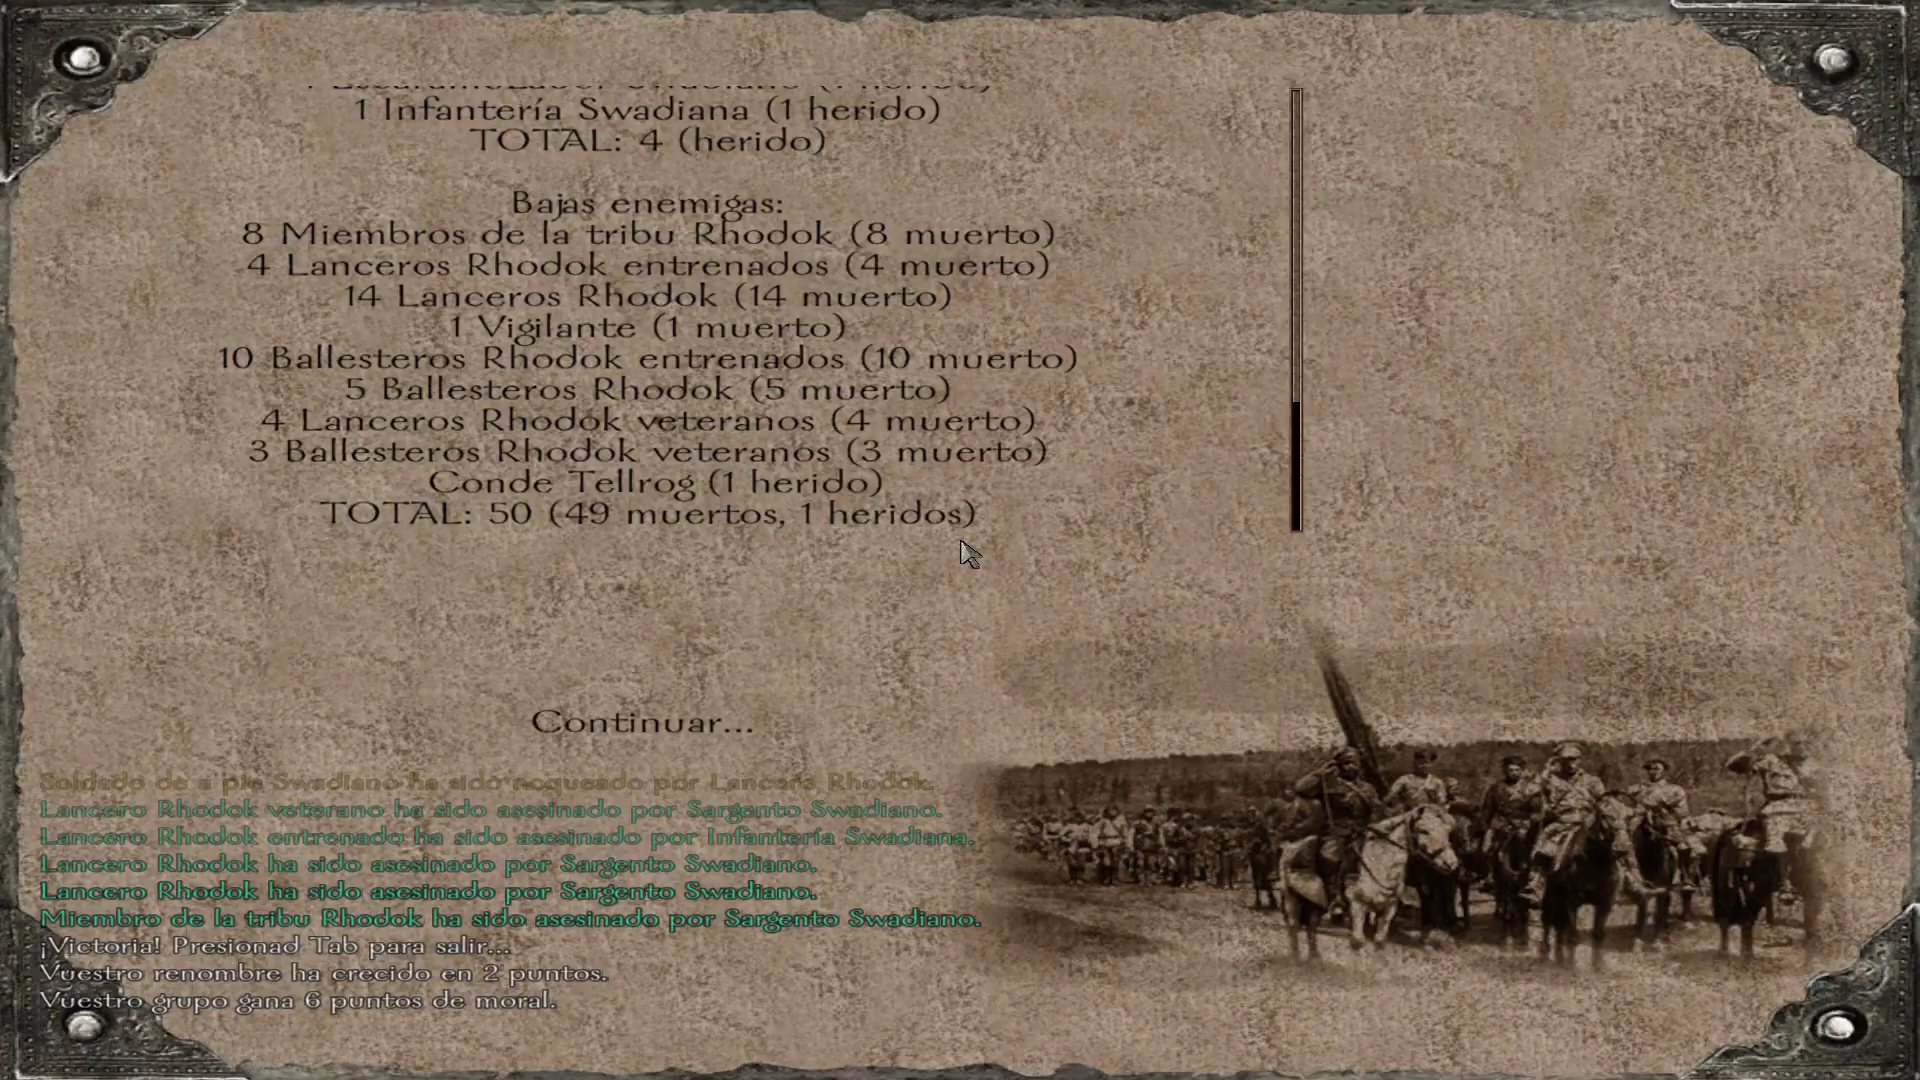 1 Infantería Swadiana (1 herido)
TOTAL: 4 (herido)
Bajas enemigas:
8 Miembros de la tribu Rhodok (8 muerto)
4 Lanceros Rhodok entrenados (4 muerto)
14 Lanceros Rhodok (14 muerto)
1 Vigilante (1 muerto)
10 Ballesteros Rhodok entrenados (10 muerto)
5 Ballesteros Rhodok (5 muerto)
4 Lanceros Rhodok veteranos (4 muerto)
3 Ballesteros Rhodok veteranos (3 muerto)
Conde Tellrog (1 herido)
TOTAL: 50 (49 muertos, 1 heridos)
Continuar...
Soldado de a pie Swadiano ha sido noqueado por Lancero Rhodok.
Lancero Rhodok veterano ha sido asesinado por Sargento Swadiano.
Lancero Rhodok entrenado ha sido asesinado por Infantería Swadiana.
Lancero Rhodok ha sido asesinado por Sargento Swadiano.
Lancero Rhodok ha sido asesinado por Sargento Swadiano.
Miembro de la tribu Rhodok ha sido asesinado por Sargento Swadiano.
¡Victoria! Presionad Tab para salir...
Vuestro renombre ha crecido en 2 puntos.
Vuestro grupo gana 6 puntos de moral.